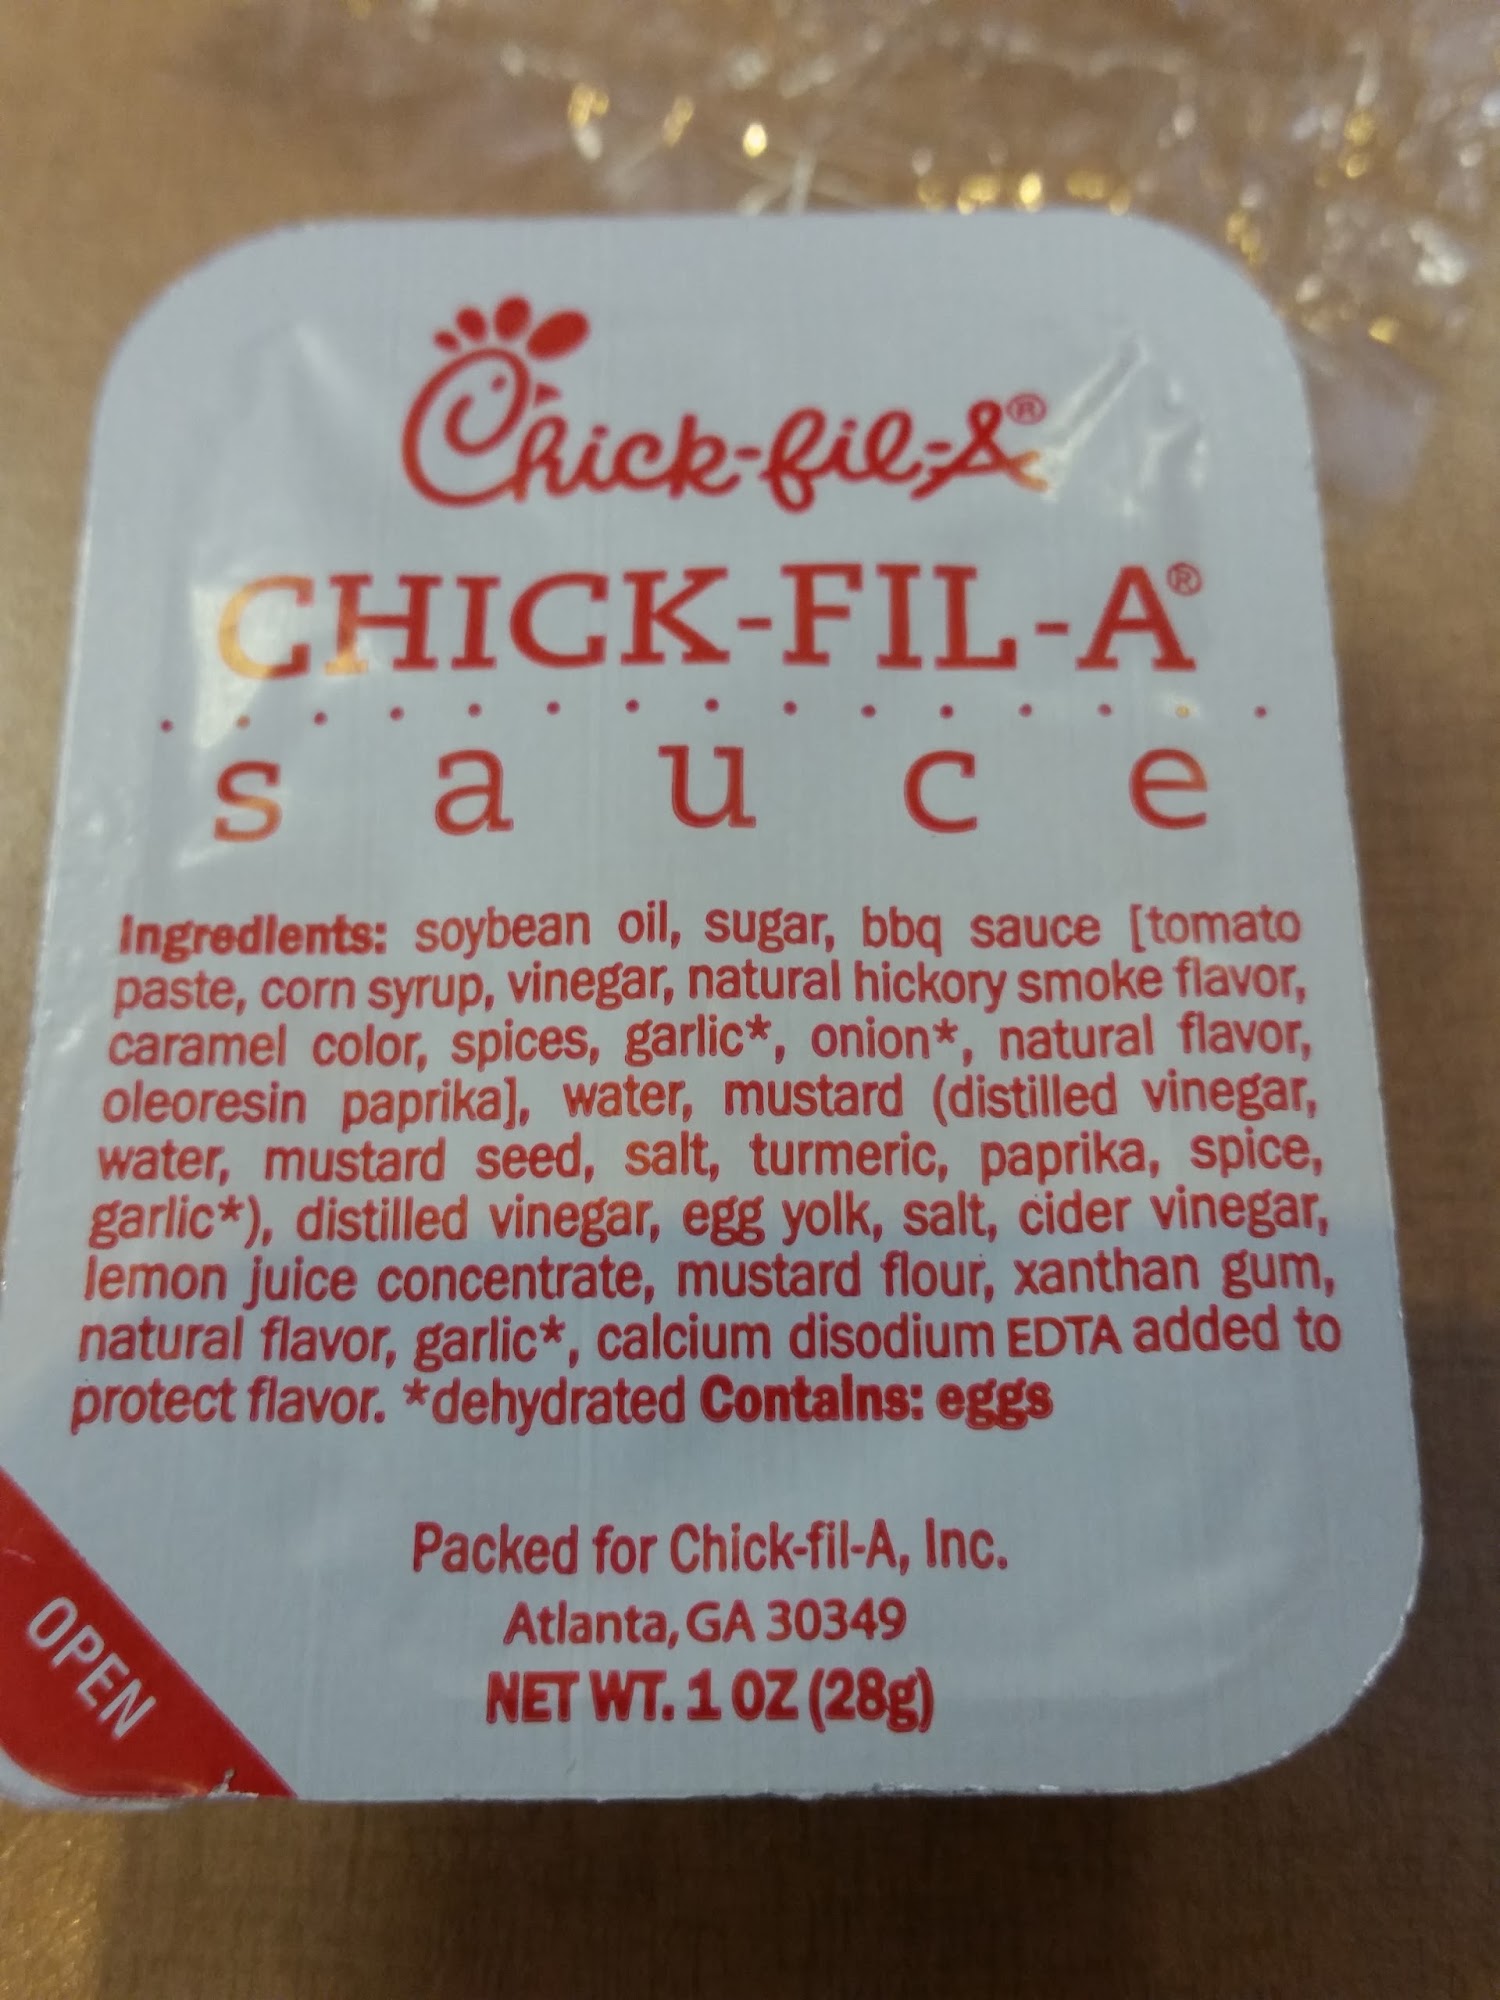 Chick-fil-A®
CHICK-FIL-A®
sauce
Ingredients: soybean oil, sugar, bbq sauce [tomato
paste, corn syrup, vinegar, natural hickory smoke flavor,
caramel color, spices, garlic*, onion*, natural flavor,
oleoresin paprika], water, mustard (distilled vinegar,
water, mustard seed, salt, turmeric, paprika, spice,
garlic*), distilled vinegar, egg yolk, salt, cider vinegar,
lemon juice concentrate, mustard flour, xanthan gum,
natural flavor, garlic*, calcium disodium EDTA added to
protect flavor. *dehydrated Contains: eggs
Packed for Chick-fil-A, Inc.
Atlanta, GA 30349
NET WT. 1 OZ (28g)
OPEN